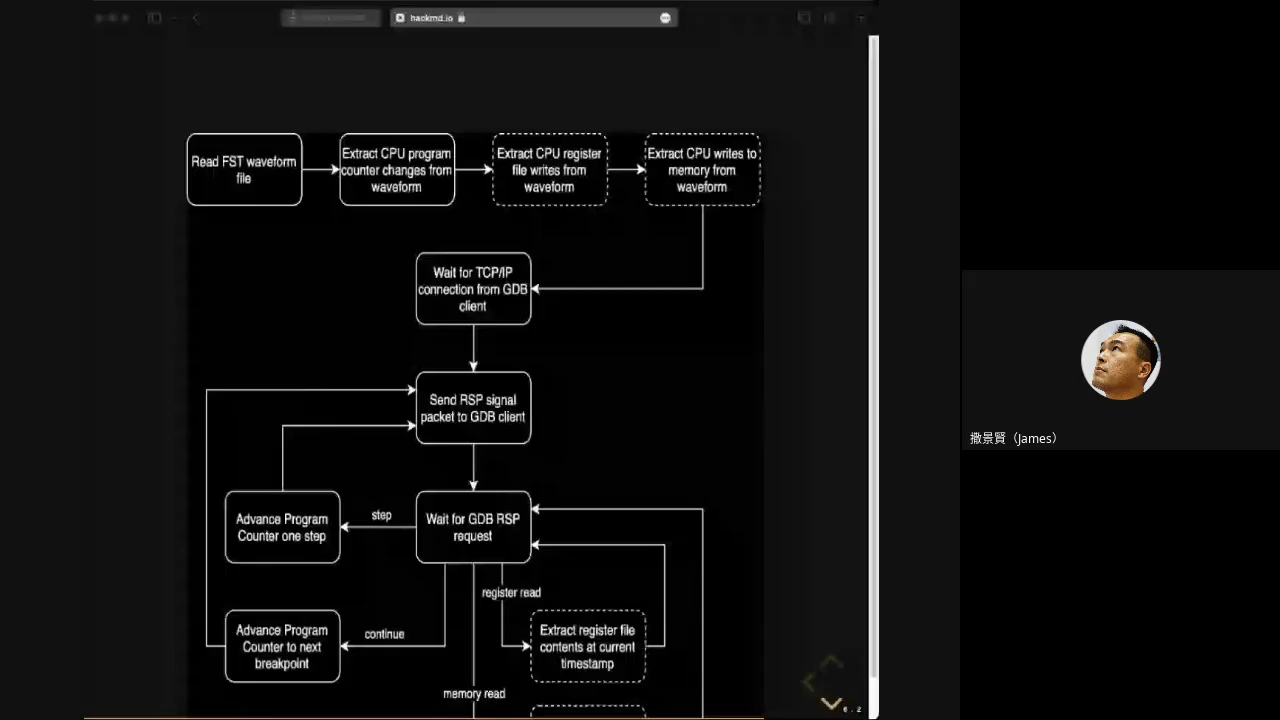 hackmd.io
Read FST waveform
file
Extract CPU program
counter changes from
waveform
Extract CPU register
file writes from
waveform
Extract CPU writes to
memory from
waveform
Wait for TCP/IP
connection from GDB
client
Send RSP signal
packet to GDB client
Advance Program
Counter one step
step
Wait for GDB RSP
request
register read
Advance Program
Counter to next
breakpoint
continue
Extract register file
contents at current
timestamp
memory read
6.2
撒景賢（James）